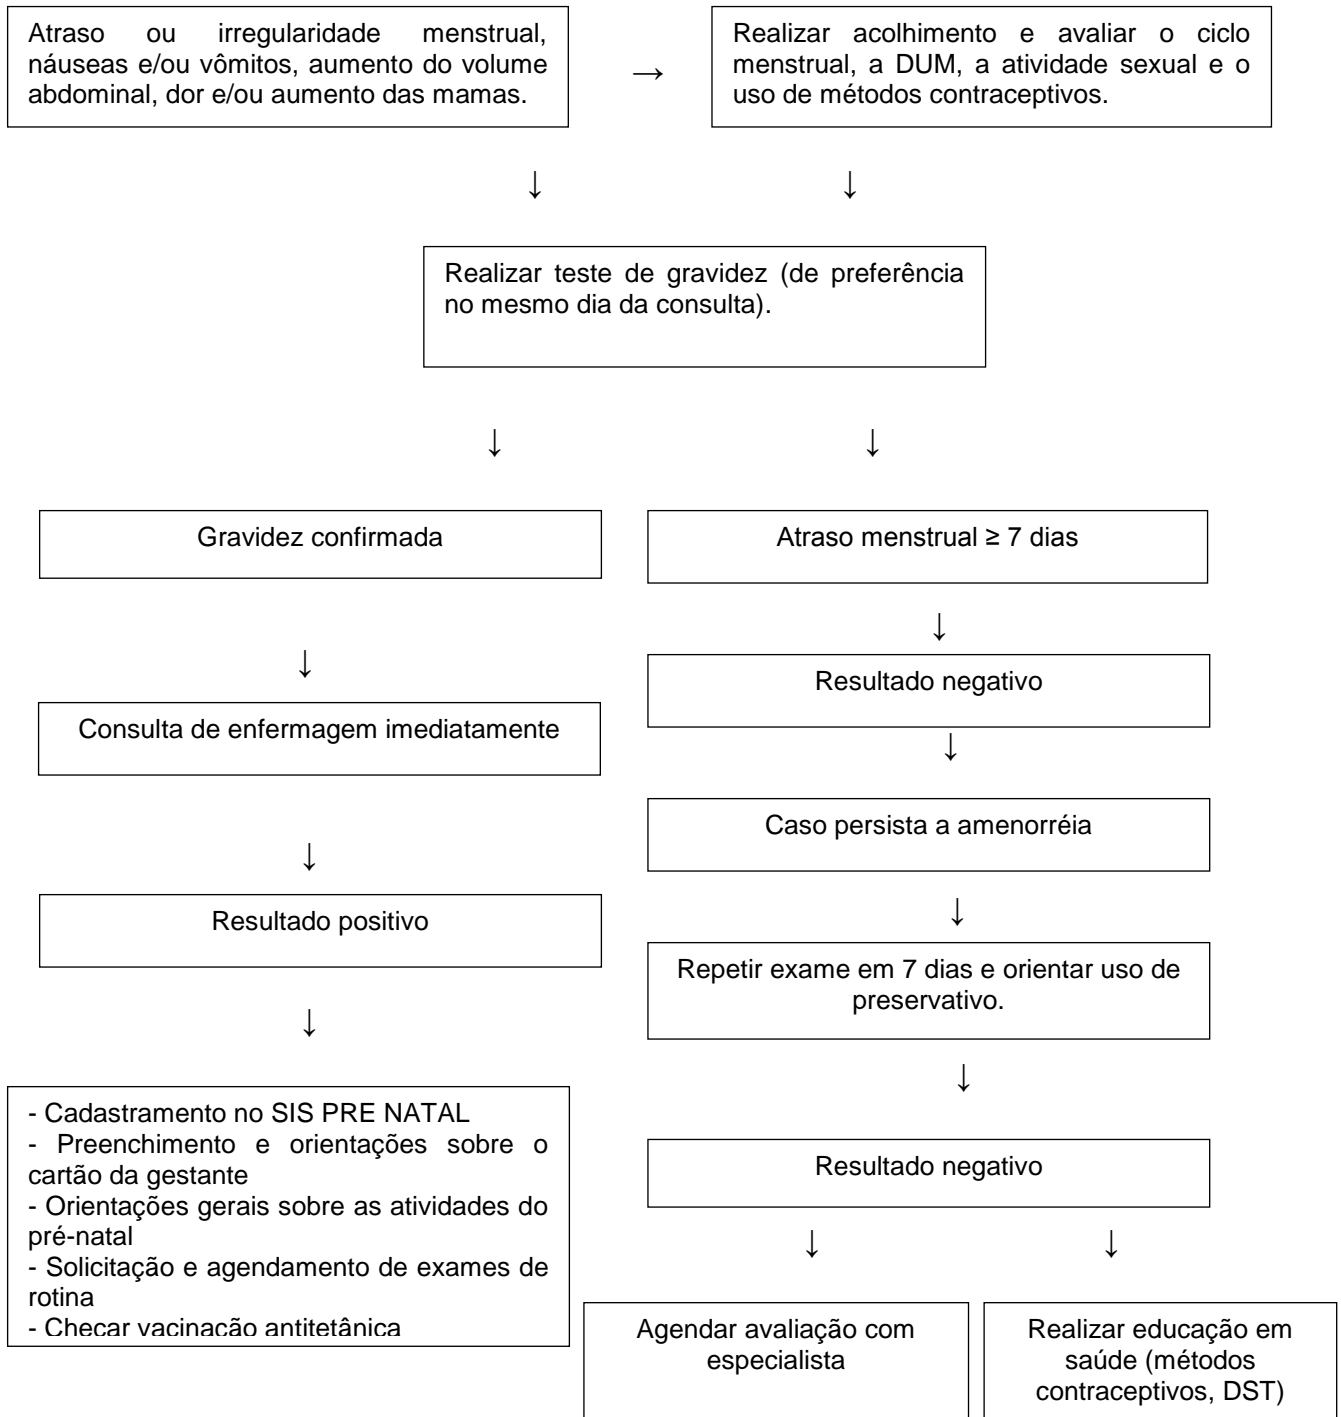 Atraso ou irregularidade menstrual,
náuseas e/ou vômitos, aumento do volume
abdominal, dor e/ou aumento das mamas.
→
Realizar acolhimento e avaliar o ciclo
menstrual, a DUM, a atividade sexual e o
uso de métodos contraceptivos.
↓ ↓
Realizar teste de gravidez (de preferência
no mesmo dia da consulta).
↓ ↓
Gravidez confirmada
↓
Consulta de enfermagem imediatamente
↓
Resultado positivo
↓
- Cadastramento no SIS PRE NATAL
- Preenchimento e orientações sobre o
cartão da gestante
- Orientações gerais sobre as atividades do
pré-natal
- Solicitação e agendamento de exames de
rotina
- Checar vacinação antitetânica
Atraso menstrual ≥ 7 dias
↓
Resultado negativo
↓
Caso persista a amenorréia
↓
Repetir exame em 7 dias e orientar uso de
preservativo.
↓
Resultado negativo
↓ ↓
Agendar avaliação com
especialista
Realizar educação em
saúde (métodos
contraceptivos, DST)